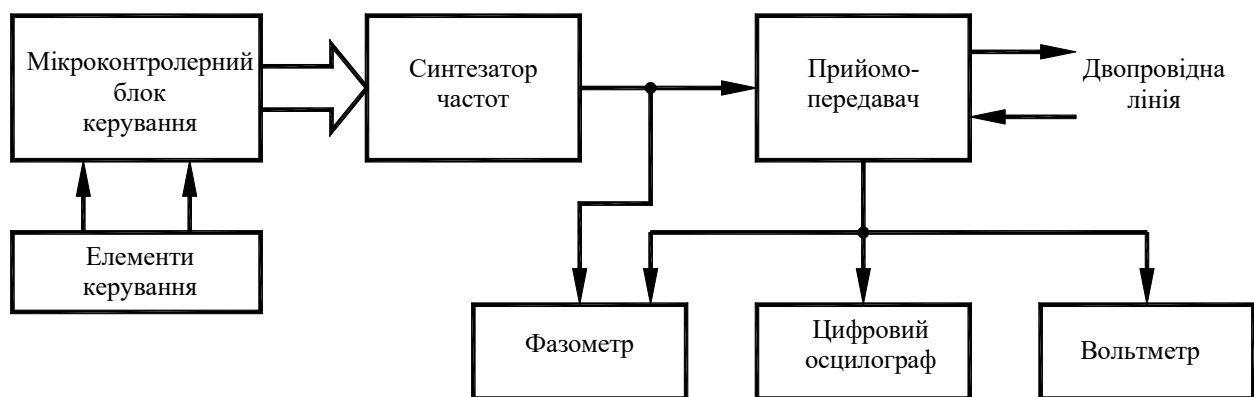 Мікроконтролерний
блок
керування
Синтезатор
частот
Прийомо-
передавач
Двопровідна
лінія
Елементи
керування
Фазометр
Цифровий
осцилограф
Вольтметр